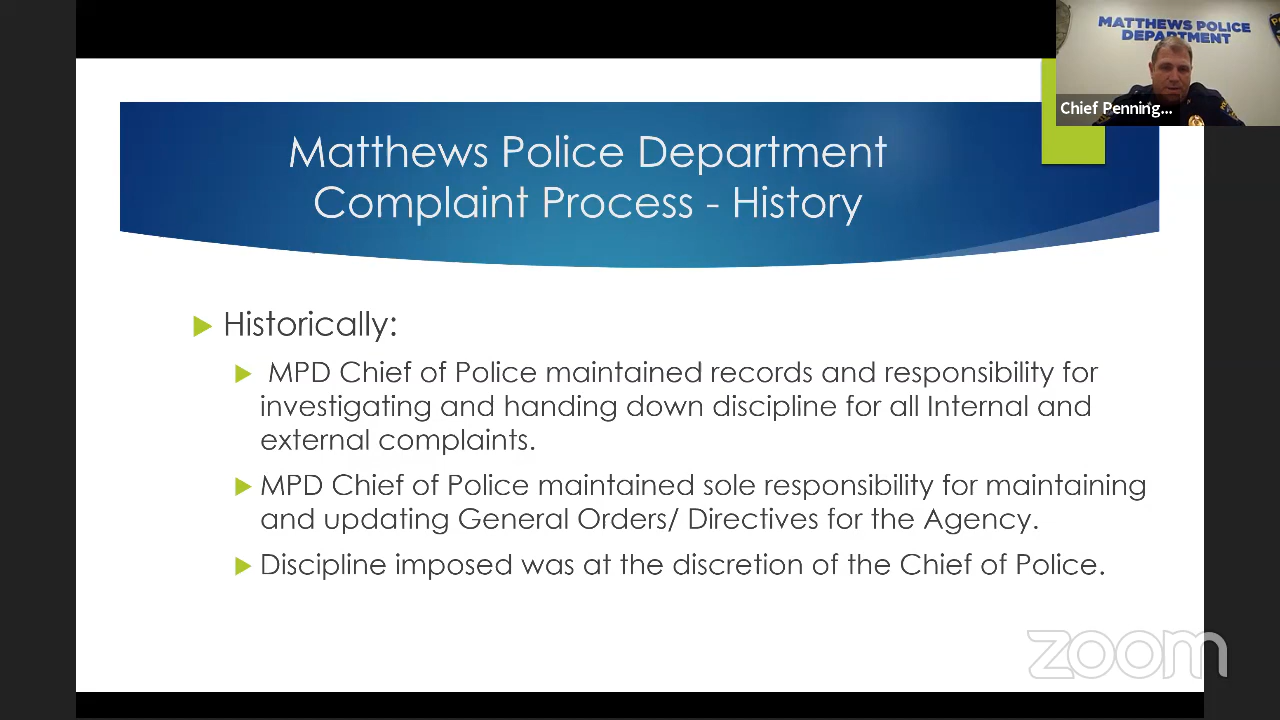 MATTHEWS POLICE
DEPARTMENT
Chief Penning...
Matthews Police Department
Complaint Process - History
Historically:
MPD Chief of Police maintained records and responsibility for
investigating and handing down discipline for all Internal and
external complaints.
MPD Chief of Police maintained sole responsibility for maintaining
and updating General Orders/ Directives for the Agency.
Discipline imposed was at the discretion of the Chief of Police.
zoom